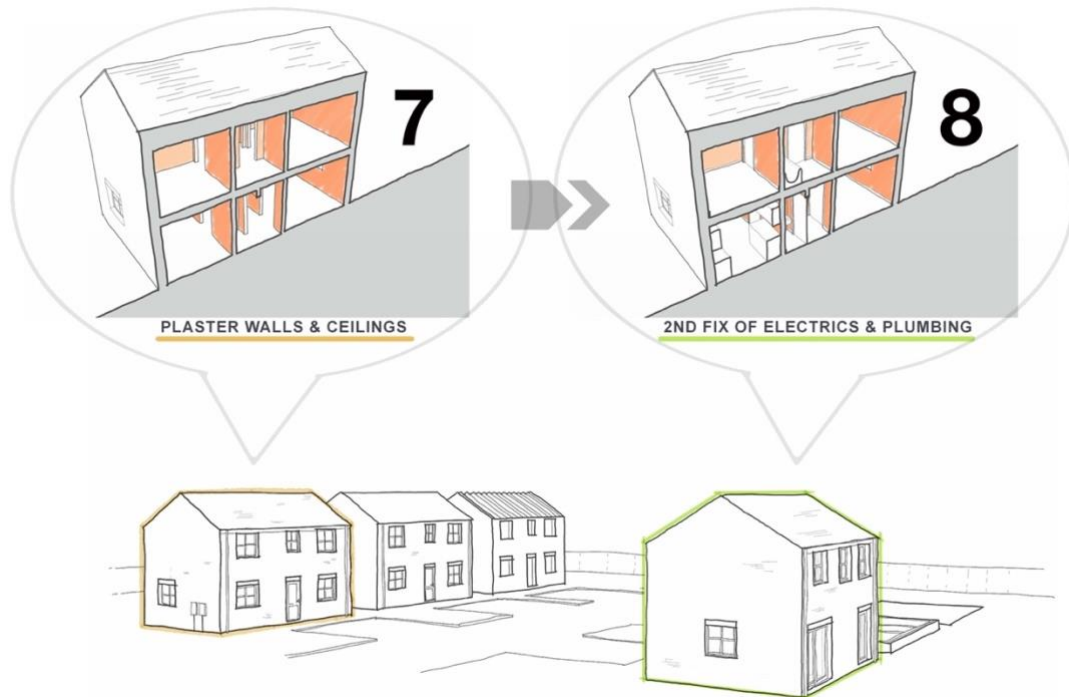 7
8
PLASTER WALLS & CEILINGS
2ND FIX OF ELECTRICS & PLUMBING